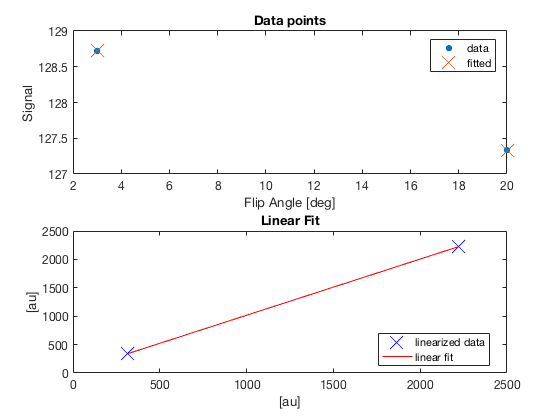 Data points
129
128.5
128
127.5
127
Signal
data
fitted
2 4 6 8 10 12 14 16 18 20
Flip Angle [deg]
Linear Fit
2500
2000
1500
1000
500
0
[au]
linearized data
linear fit
0 500 1000 1500 2000 2500
[au]